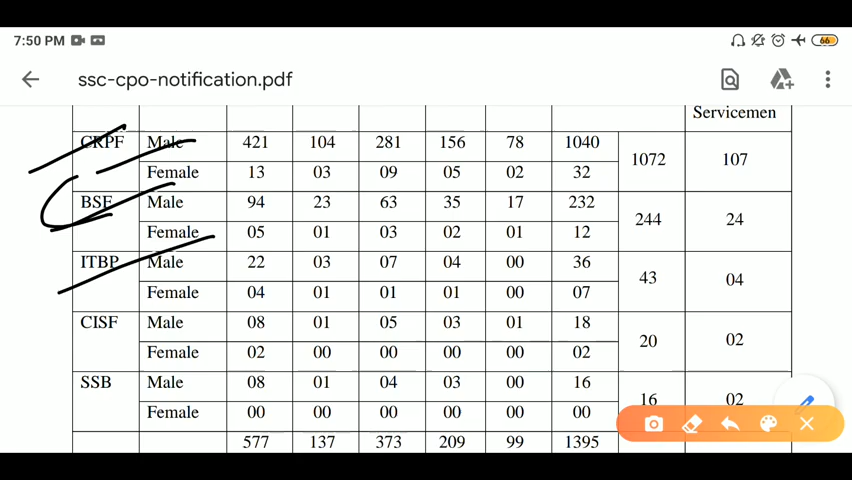 7:50 PM 66
ssc-cpo-notification.pdf
Servicemen
CRPF Male 421 104 281 156 78 1040 1072 107
Female 13 03 09 05 02 32
BSF Male 94 23 63 35 17 232 244 24
Female 05 01 03 02 01 12
ITBP Male 22 03 07 04 00 36 43 04
Female 04 01 01 01 00 07
CISF Male 08 01 05 03 01 18 20 02
Female 02 00 00 00 00 02
SSB Male 08 01 04 03 00 16 16 02
Female 00 00 00 00 00 00
577 137 373 209 99 1395